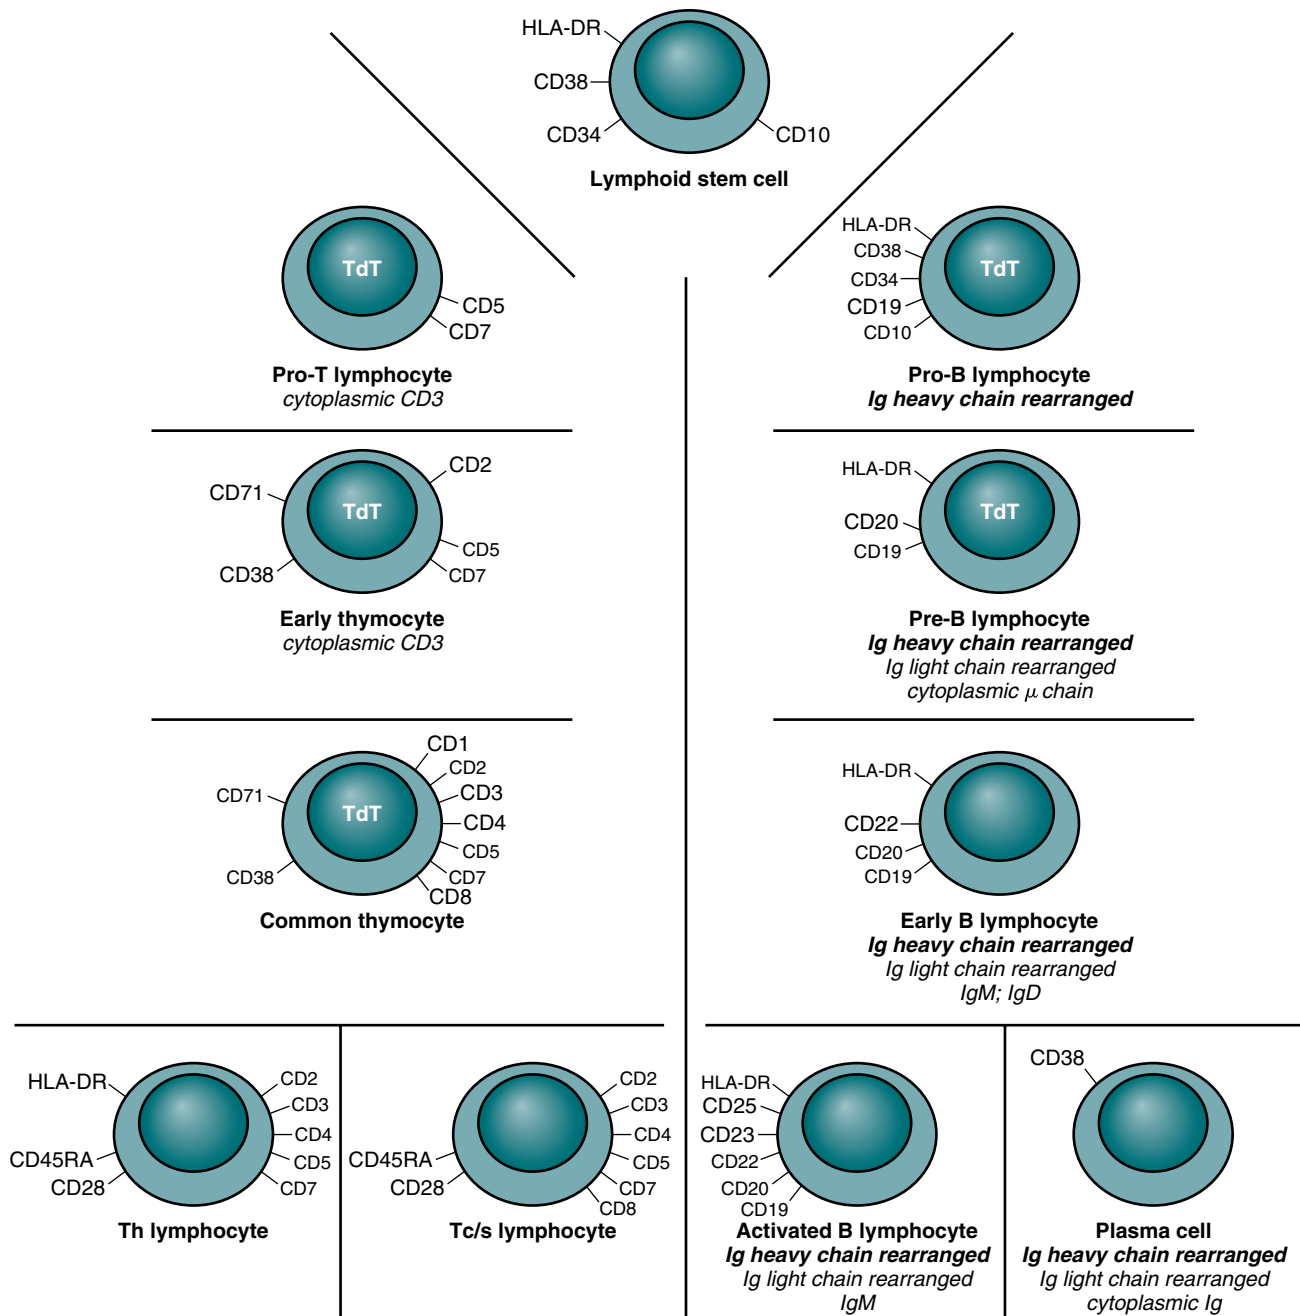 HLA-DR
CD38
CD34
CD10
Lymphoid stem cell
TdT
CD5
CD7
Pro-T lymphocyte
cytoplasmic CD3
HLA-DR
CD38
CD34
CD19
CD10
TdT
Pro-B lymphocyte
Ig heavy chain rearranged
CD71
CD38
TdT
CD2
CD5
CD7
Early thymocyte
cytoplasmic CD3
HLA-DR
CD20
CD19
TdT
Pre-B lymphocyte
Ig heavy chain rearranged
Ig light chain rearranged
cytoplasmic μ chain
CD71
CD38
TdT
CD1
CD2
CD3
CD4
CD5
CD7
CD8
Common thymocyte
HLA-DR
CD22
CD20
CD19
Early B lymphocyte
Ig heavy chain rearranged
Ig light chain rearranged
IgM; IgD
HLA-DR
CD45RA
CD28
CD2
CD3
CD4
CD5
CD7
Th lymphocyte
CD45RA
CD28
CD2
CD3
CD4
CD5
CD7
CD8
Tc/s lymphocyte
HLA-DR
CD25
CD23
CD22
CD20
CD19
Activated B lymphocyte
Ig heavy chain rearranged
Ig light chain rearranged
IgM
CD38
Plasma cell
Ig heavy chain rearranged
Ig light chain rearranged
cytoplasmic Ig